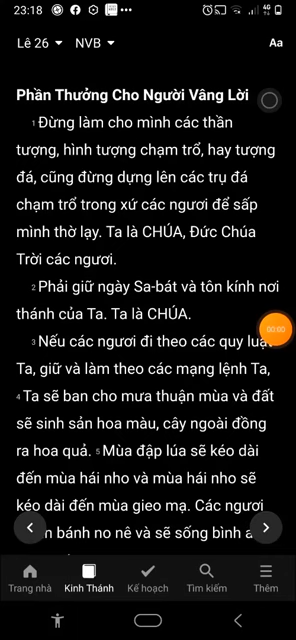 23:18
4G
Lê 26
NVB
Aa
Phần Thưởng Cho Người Vâng Lời
1 Đừng làm cho mình các thần
tượng, hình tượng chạm trổ, hay tượng
đá, cũng đừng dựng lên các trụ đá
chạm trổ trong xứ các ngươi để sấp
mình thờ lạy. Ta là CHÚA, Đức Chúa
Trời các ngươi.
2 Phải giữ ngày Sa-bát và tôn kính nơi
thánh của Ta. Ta là CHÚA.
00:00
3 Nếu các ngươi đi theo các quy luật
Ta, giữ và làm theo các mạng lệnh Ta,
4 Ta sẽ ban cho mưa thuận mùa và đất
sẽ sinh sản hoa màu, cây ngoài đồng
ra hoa quả. 5 Mùa đập lúa sẽ kéo dài
đến mùa hái nho và mùa hái nho sẽ
kéo dài đến mùa gieo mạ. Các ngươi
bánh no nê và sẽ sống bình
Trang nhà
Kinh Thánh
Kế hoạch
Tìm kiếm
Thêm